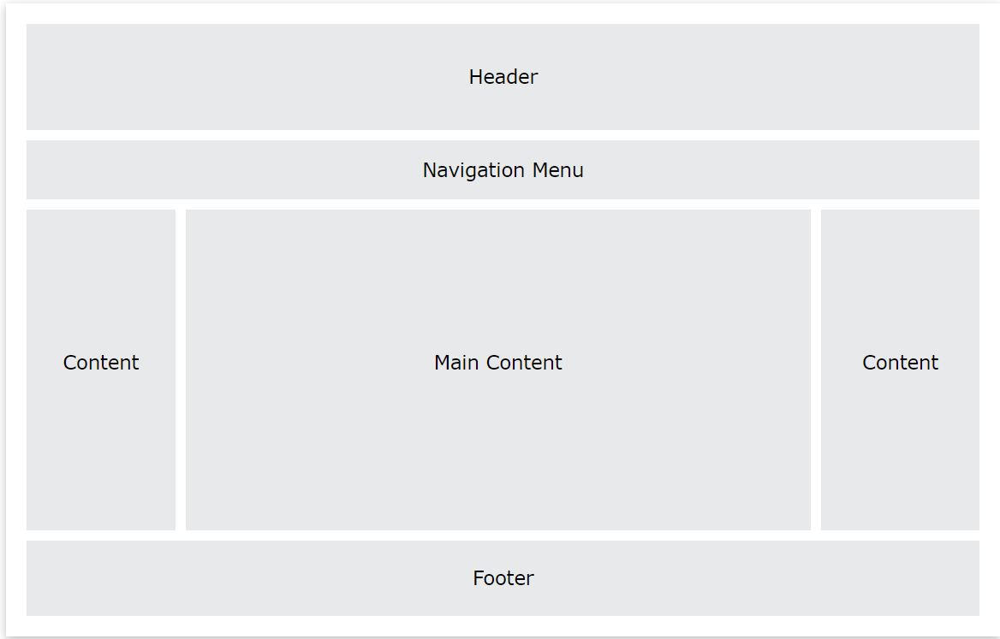 Header
Navigation Menu
Content
Main Content
Content
Footer